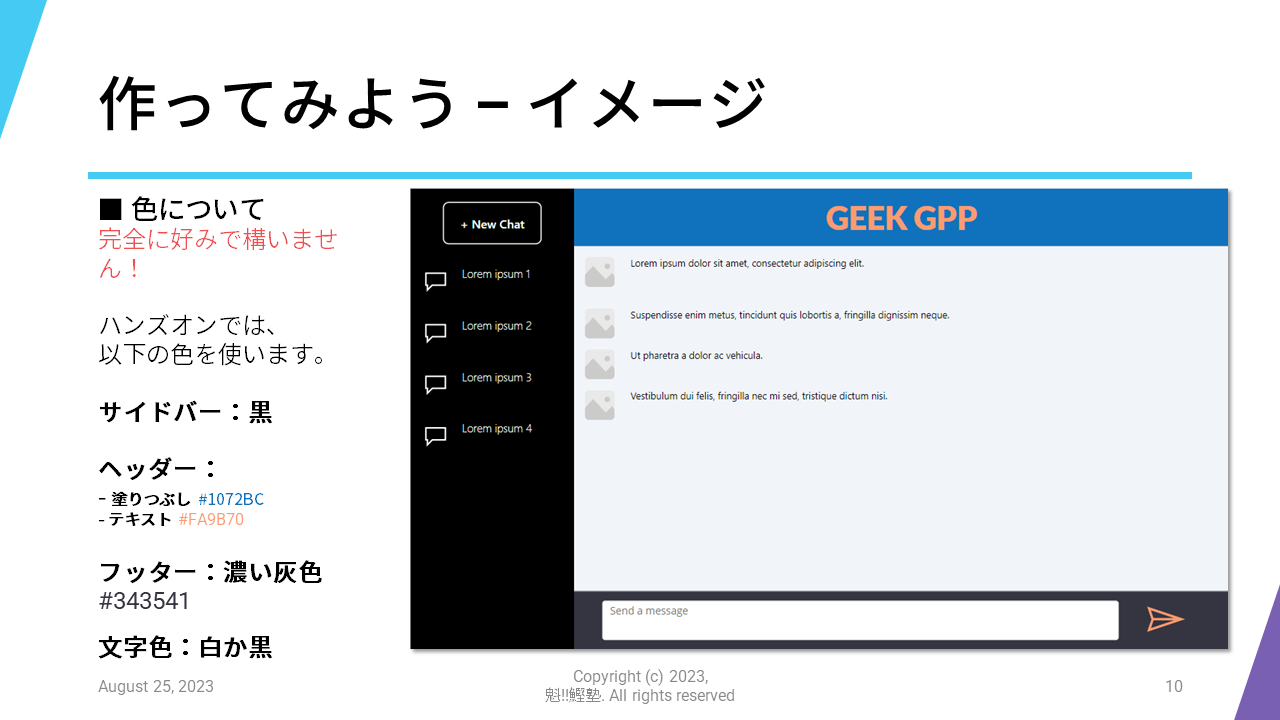 作ってみよう – イメージ
■ 色について
完全に好みで構いませ
ん！
ハンズオンでは、
以下の色を使います。
サイドバー：黒
ヘッダー：
- 塗りつぶし #1072BC
- テキスト #FA9B70
フッター：濃い灰色
#343541
文字色：白か黒
+ New Chat
Lorem ipsum 1
Lorem ipsum 2
Lorem ipsum 3
Lorem ipsum 4
GEEK GPP
Lorem ipsum dolor sit amet, consectetur adipiscing elit.
Suspendisse enim metus, tincidunt quis lobortis a, fringilla dignissim neque.
Ut pharetra a dolor ac vehicula.
Vestibulum dui felis, fringilla nec mi sed, tristique dictum nisi.
Send a message
August 25, 2023
Copyright (c) 2023,
魁!!鰹塾. All rights reserved
10